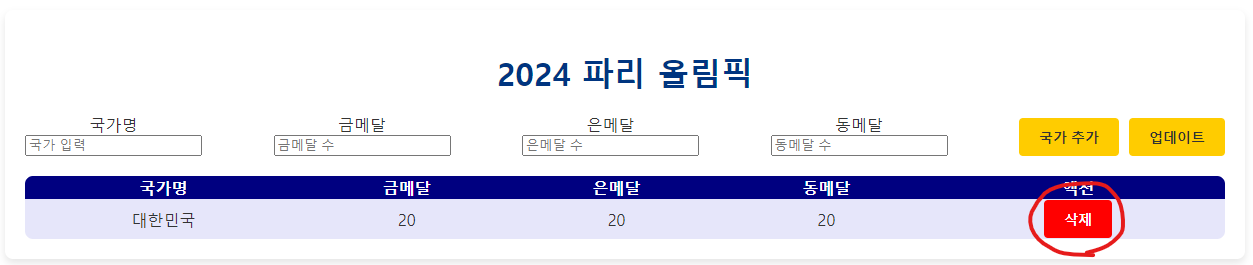 2024 파리 올림픽
국가명 금메달 은메달 동메달
국가 입력 금메달 수 은메달 수 동메달 수 국가 추가 업데이트
국가명 금메달 은메달 동메달 액션
대한민국 20 20 20 삭제